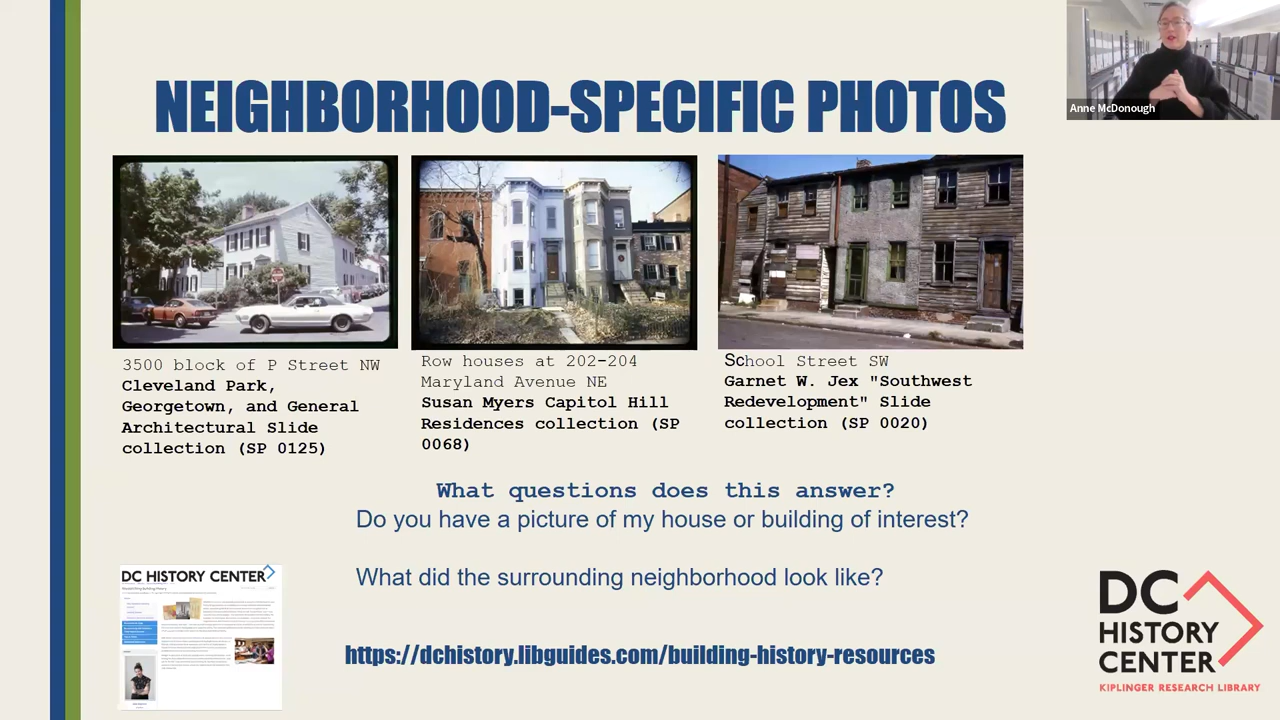 NEIGHBORHOOD-SPECIFIC PHOTOS
Anne McDonough
3500 block of P Street NW
Cleveland Park,
Georgetown, and General
Architectural Slide
collection (SP 0125)
Row houses at 202-204
Maryland Avenue NE
Susan Myers Capitol Hill
Residences collection (SP
0068)
School Street SW
Garnet W. Jex "Southwest
Redevelopment" Slide
collection (SP 0020)
What questions does this answer?
Do you have a picture of my house or building of interest?
What did the surrounding neighborhood look like?
https://dchistory.libguides.com/building-history-resources
DC HISTORY CENTER
DC
HISTORY
CENTER
KIPLINGER RESEARCH LIBRARY